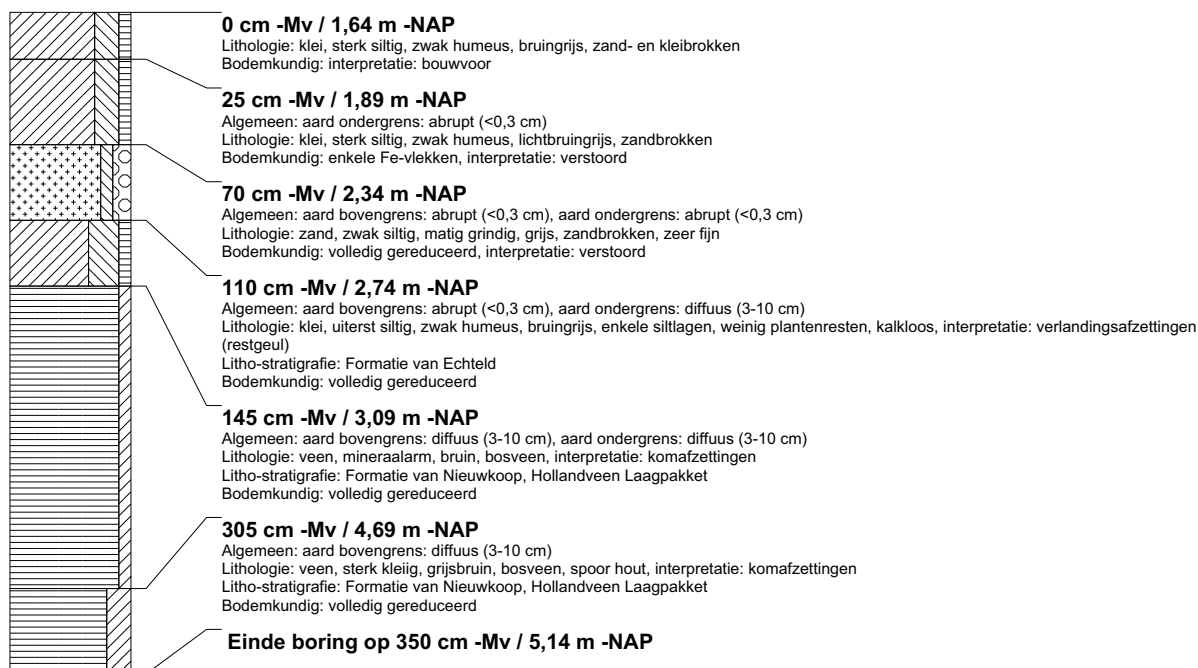 0 cm -Mv / 1,64 m -NAP
Lithologie: klei, sterk siltig, zwak humeus, bruingrijs, zand- en kleibrokken
Bodemkundig: interpretatie: bouwvoor
25 cm -Mv / 1,89 m -NAP
Algemeen: aard ondergrens: abrupt (<0,3 cm)
Lithologie: klei, sterk siltig, zwak humeus, lichtbruingrijs, zandbrokken
Bodemkundig: enkele Fe-vlekken, interpretatie: verstoord
70 cm -Mv / 2,34 m -NAP
Algemeen: aard bovengrens: abrupt (<0,3 cm), aard ondergrens: abrupt (<0,3 cm)
Lithologie: zand, zwak siltig, matig grindig, grijs, zandbrokken, zeer fijn
Bodemkundig: volledig gereduceerd, interpretatie: verstoord
110 cm -Mv / 2,74 m -NAP
Algemeen: aard bovengrens: abrupt (<0,3 cm), aard ondergrens: diffuus (3-10 cm)
Lithologie: klei, uiterst siltig, zwak humeus, bruingrijs, enkele siltlagen, weinig plantenresten, kalkloos, interpretatie: verlandingsafzettingen
(restgeul)
Litho-stratigrafie: Formatie van Echteld
Bodemkundig: volledig gereduceerd
145 cm -Mv / 3,09 m -NAP
Algemeen: aard bovengrens: diffuus (3-10 cm), aard ondergrens: diffuus (3-10 cm)
Lithologie: veen, mineraalarm, bruin, bosveen, interpretatie: komafzettingen
Litho-stratigrafie: Formatie van Nieuwkoop, Hollandveen Laagpakket
Bodemkundig: volledig gereduceerd
305 cm -Mv / 4,69 m -NAP
Algemeen: aard bovengrens: diffuus (3-10 cm)
Lithologie: veen, sterk kleiig, grijsbruin, bosveen, spoor hout, interpretatie: komafzettingen
Litho-stratigrafie: Formatie van Nieuwkoop, Hollandveen Laagpakket
Bodemkundig: volledig gereduceerd
Einde boring op 350 cm -Mv / 5,14 m -NAP